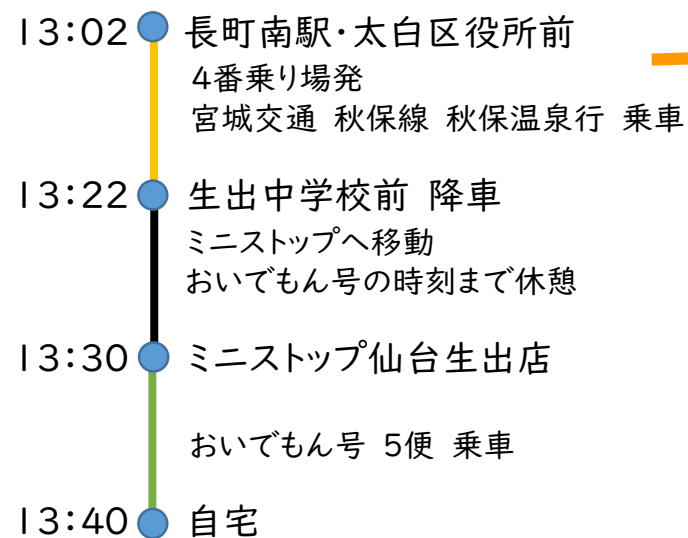 13:02 長町南駅・太白区役所前
4番乗り場発
宮城交通 秋保線 秋保温泉行 乗車
13:22 生出中学校前 降車
ミニストップへ移動
おいでもん号の時刻まで休憩
13:30 ミニストップ仙台生出店
おいでもん号 5便 乗車
13:40 自宅